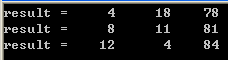 result =     4     18     78
result =     8     11     81
result =    12      4     84